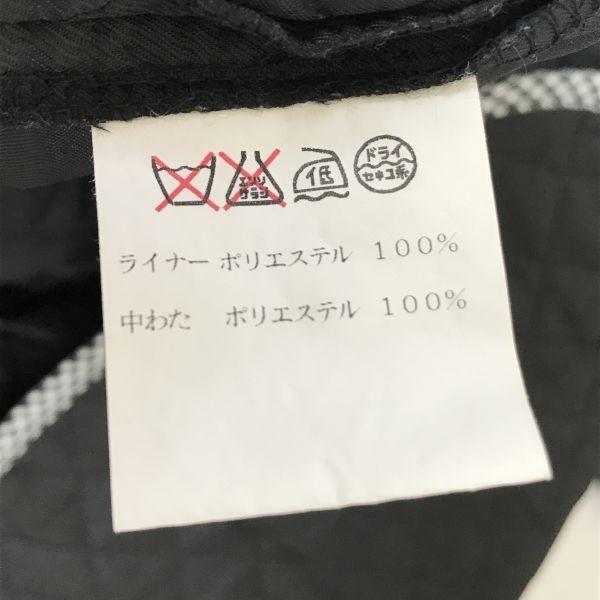 エンソ サラシ 低 ドライ セキユ系
ライナー ポリエステル 100%
中わた ポリエステル 100%